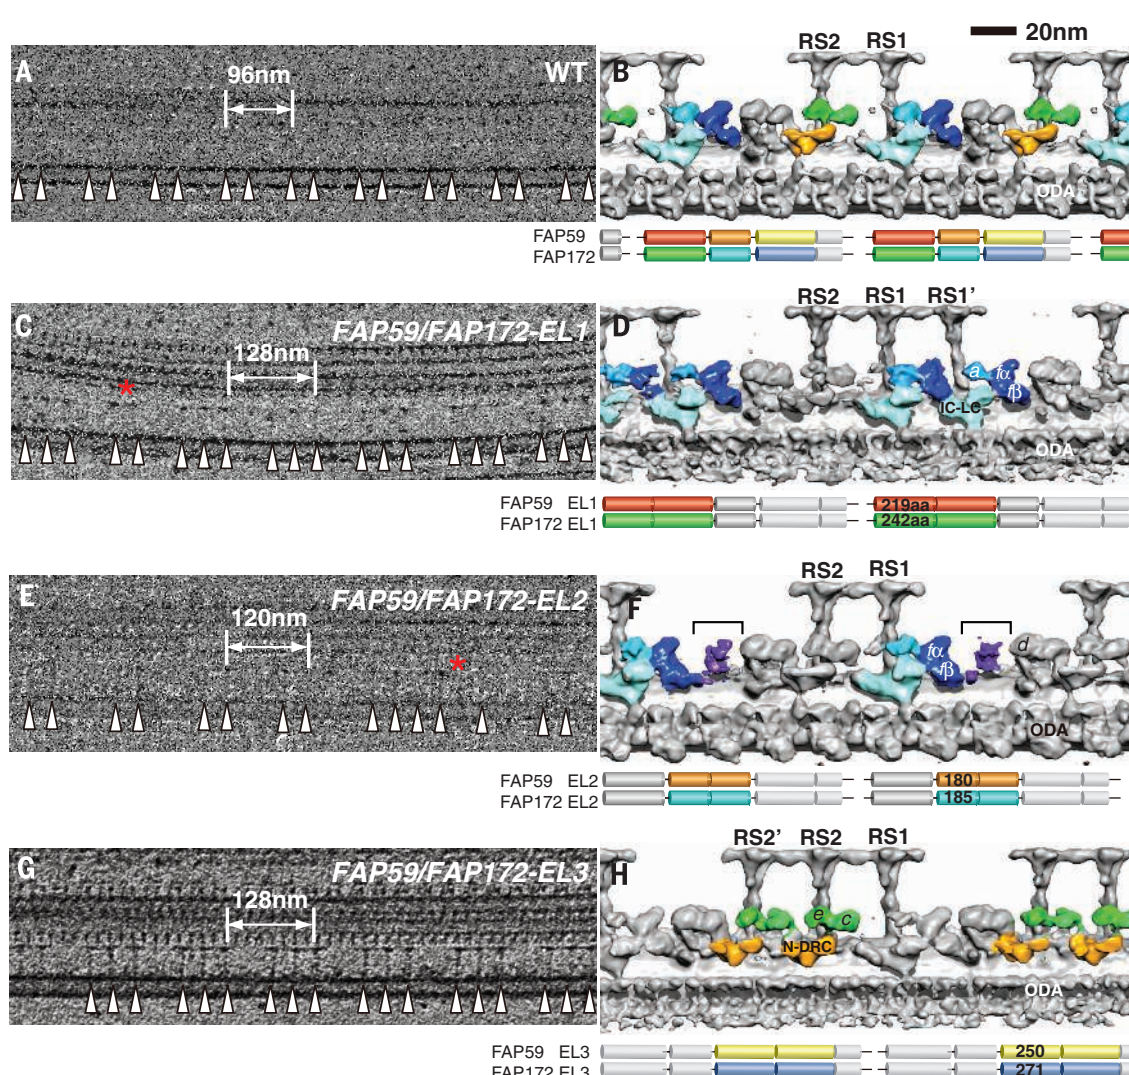 RS2 RS1 20nm
A 96nm WT B
ODA
FAP59
FAP172
C FAP59/FAP172-EL1 128nm
*
RS2 RS1 RS1’
D a fα fβ
IC-LC
ODA
FAP59 EL1 219aa
FAP172 EL1 242aa
E FAP59/FAP172-EL2
120nm
*
RS2 RS1
F fα fβ d
ODA
FAP59 EL2 180
FAP172 EL2 185
G FAP59/FAP172-EL3
128nm
RS2’ RS2 RS1
H e c
N-DRC
ODA
FAP59 EL3 250
FAP172 EL3 271